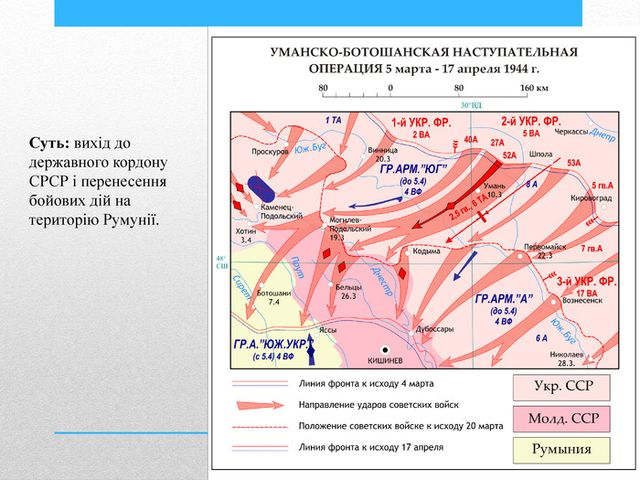 Суть: вихід до
державного кордону
СРСР і перенесення
бойових дій на
територію Румунії.
УМАНСКО-БОТОШАНСКАЯ НАСТУПАТЕЛЬНАЯ
ОПЕРАЦИЯ 5 марта - 17 апреля 1944 г.
80 0 80 160 км
30°ВД
1 ТА
1-й УКР. ФР.
2 ВА
2-й УКР. ФР.
5 ВА
Черкассы
Днепр
Проскуров
Юж.Буг
Винница
20.3
40А
27А
52А
Шпола
53А
ГР.АРМ."ЮГ"
(до 5.4)
4 ВФ
Умань
10.3
8 А
5 гв.А
Кировоград
2,5 гв., 6 ТА
Каменец-
Подольский
Могилев-
Подольский
19.3
Хотин
3.4
Кодыма
7 гв.А
Первомайск
22.3
48°
СШ
Прут
Днестр
3-й УКР. ФР.
17 ВА
Сирет
Ботошани
7.4
Бельцы
26.3
ГР.АРМ."А"
(до 5.4)
4 ВФ
Вознесенск
Яссы
Дубоссары
Юж.Буг
6 А
ГР.А."ЮЖ.УКР."
(с 5.4) 4 ВФ
КИШИНЕВ
Николаев
28.3.
Линия фронта к исходу 4 марта
Направление ударов советских войск
Положение советских войске к исходу 20 марта
Линия фронта к исходу 17 апреля
Укр. ССР
Молд. ССР
Румыния